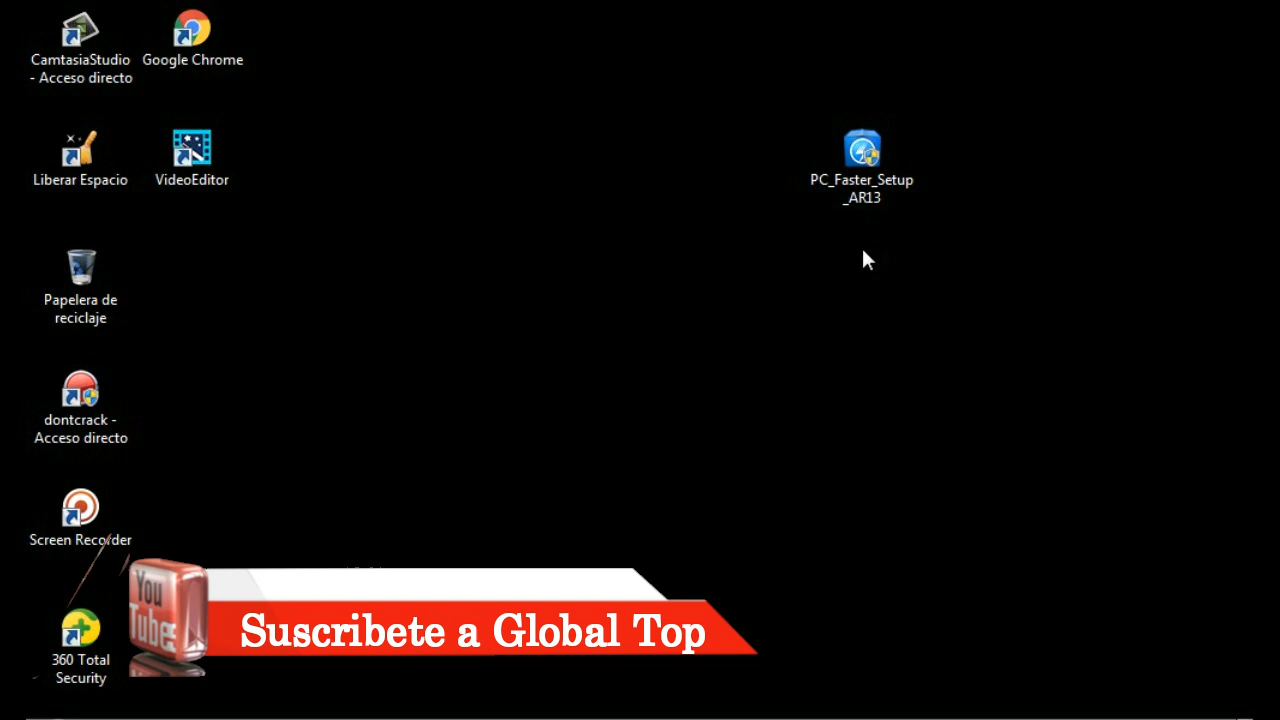 CamtasiaStudio
- Acceso directo
Google Chrome
Liberar Espacio
VideoEditor
PC_Faster_Setup
_AR13
Papelera de
reciclaje
dontcrack -
Acceso directo
Screen Recorder
You
Tube
Suscribete a Global Top
360 Total
Security